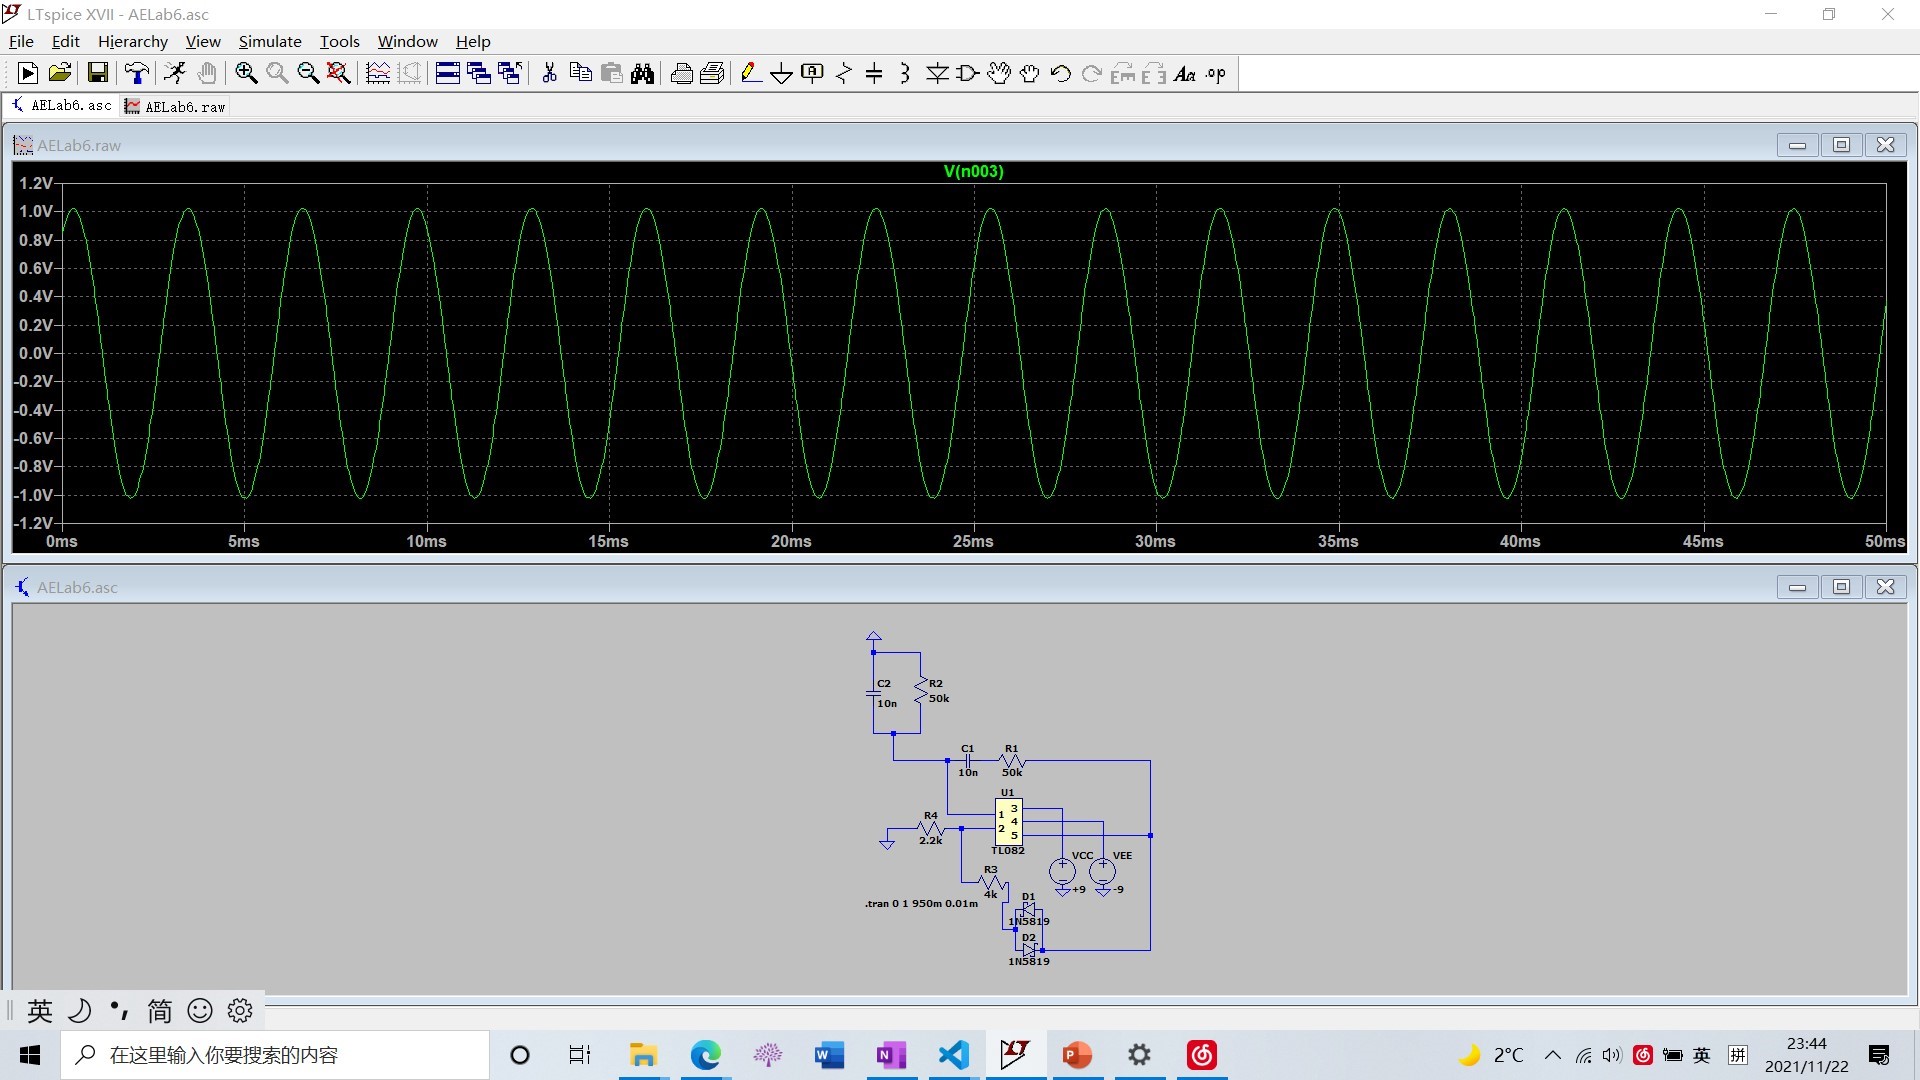 LTspice XVII - AELab6.asc
File Edit Hierarchy View Simulate Tools Window Help
.op
AELab6.asc AELab6.raw
AELab6.raw
V(n003)
1.2V
1.0V
0.8V
0.6V
0.4V
0.2V
0.0V
-0.2V
-0.4V
-0.6V
-0.8V
-1.0V
-1.2V
0ms 5ms 10ms 15ms 20ms 25ms 30ms 35ms 40ms 45ms 50ms
AELab6.asc
C2
10n
R2
50k
C1 R1
10n 50k
U1
1 3
2 4
5
TL082
R4
2.2k
VCC VEE
+9 -9
R3
4k
.tran 0 1 950m 0.01m
D1
1N5819
D2
1N5819
英 简
在这里输入你要搜索的内容
2°C 英 拼
23:44
2021/11/22